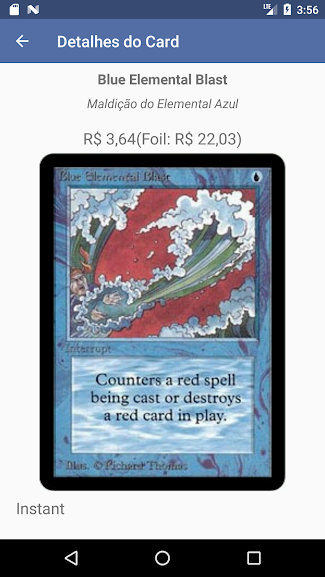 3:56
Detalhes do Card
Blue Elemental Blast
Maldição do Elemental Azul
R$ 3,64(Foil: R$ 22,03)
Blue Elemental Blast
Interrupt
Counters a red spell
being cast or destroys
a red card in play.
Illus. © Richard Thomas
Instant